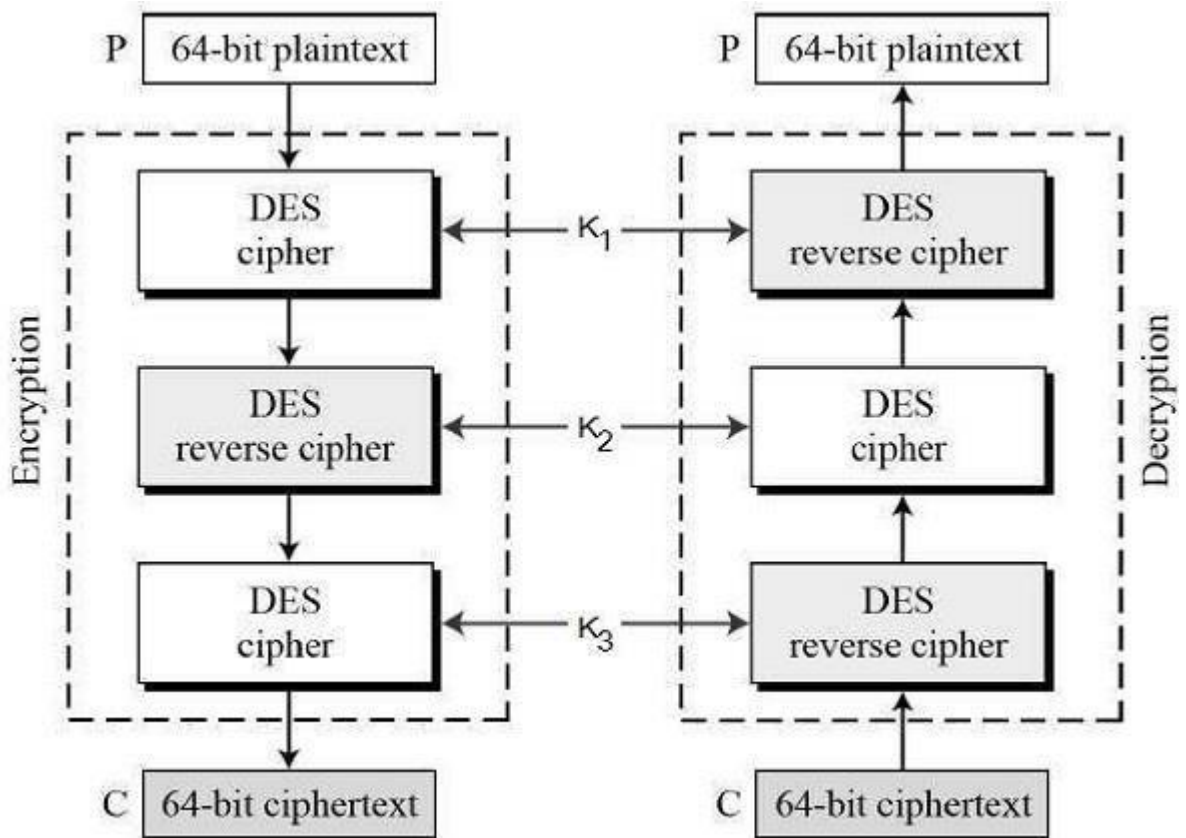 P 64-bit plaintext
P 64-bit plaintext
Encryption
DES
cipher
K1
DES
reverse cipher
DES
reverse cipher
K2
DES
cipher
DES
cipher
K3
DES
reverse cipher
Decryption
C 64-bit ciphertext
C 64-bit ciphertext